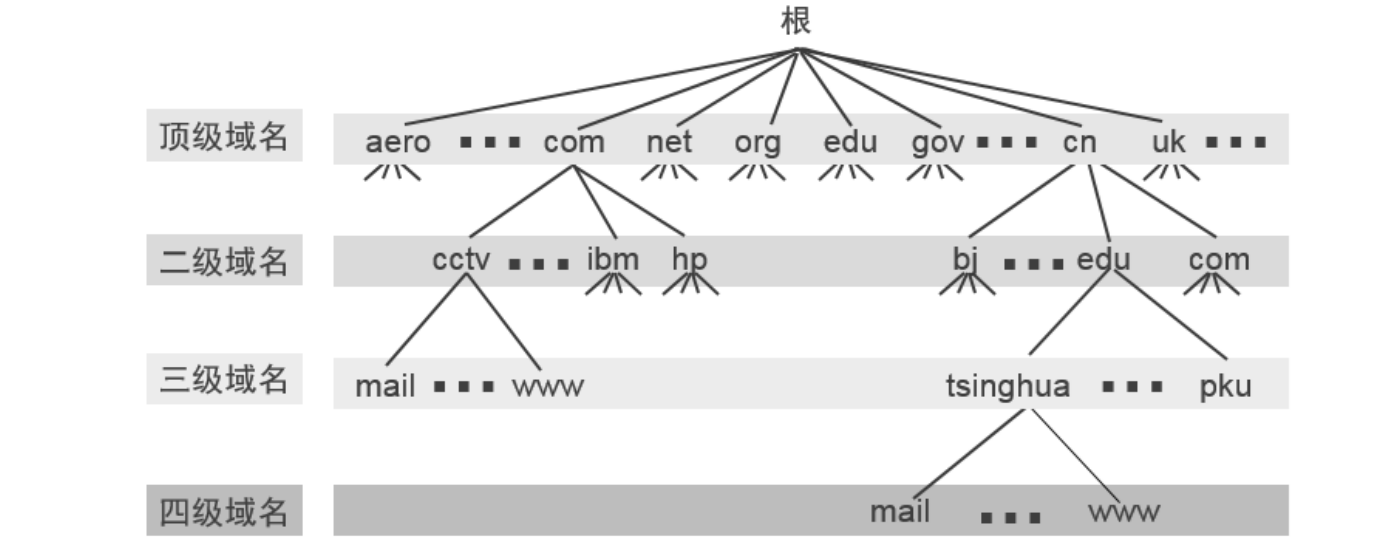 根
顶级域名 aero ▪▪▪ com net org edu gov ▪▪▪ cn uk ▪▪▪
二级域名 cctv ▪▪▪ ibm hp bj ▪▪▪ edu com
三级域名 mail ▪▪▪ www tsinghua ▪▪▪ pku
四级域名 mail ▪▪▪ www